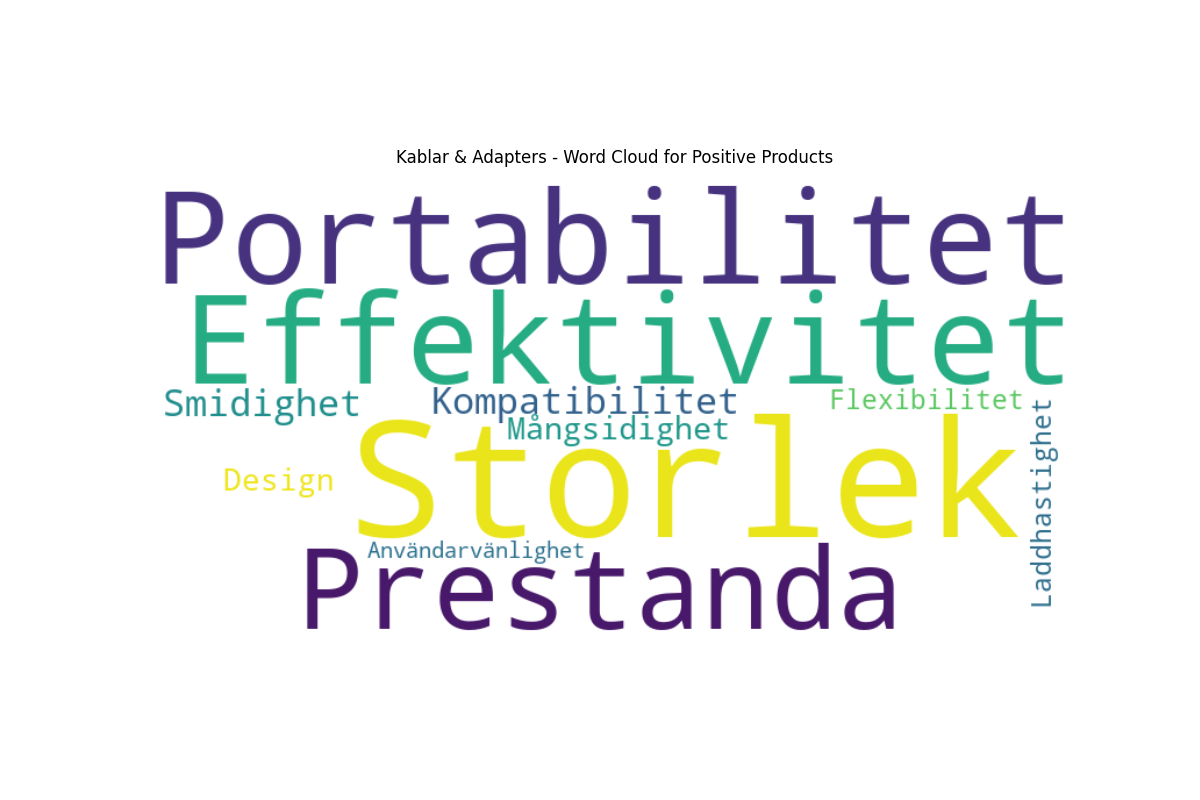 Kablar & Adapters - Word Cloud for Positive Products
Portabilitet
Effektivitet
Smidighet
Kompatibilitet
Flexibilitet
Mångsidighet
Laddhastighet
Storlek
Design
Användarvänlighet
Prestanda